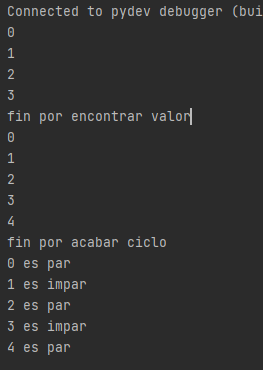 Connected to pydev debugger (bui
0
1
2
3
fin por encontrar valor
0
1
2
3
4
fin por acabar ciclo
0 es par
1 es impar
2 es par
3 es impar
4 es par